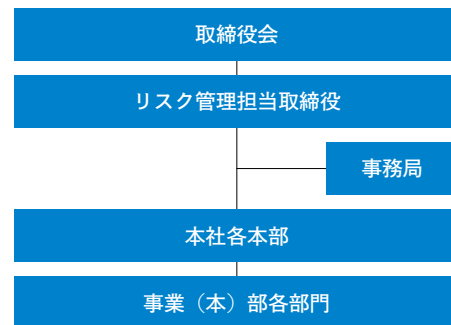 取締役会
リスク管理担当取締役
事務局
本社各本部
事業（本）部各部門